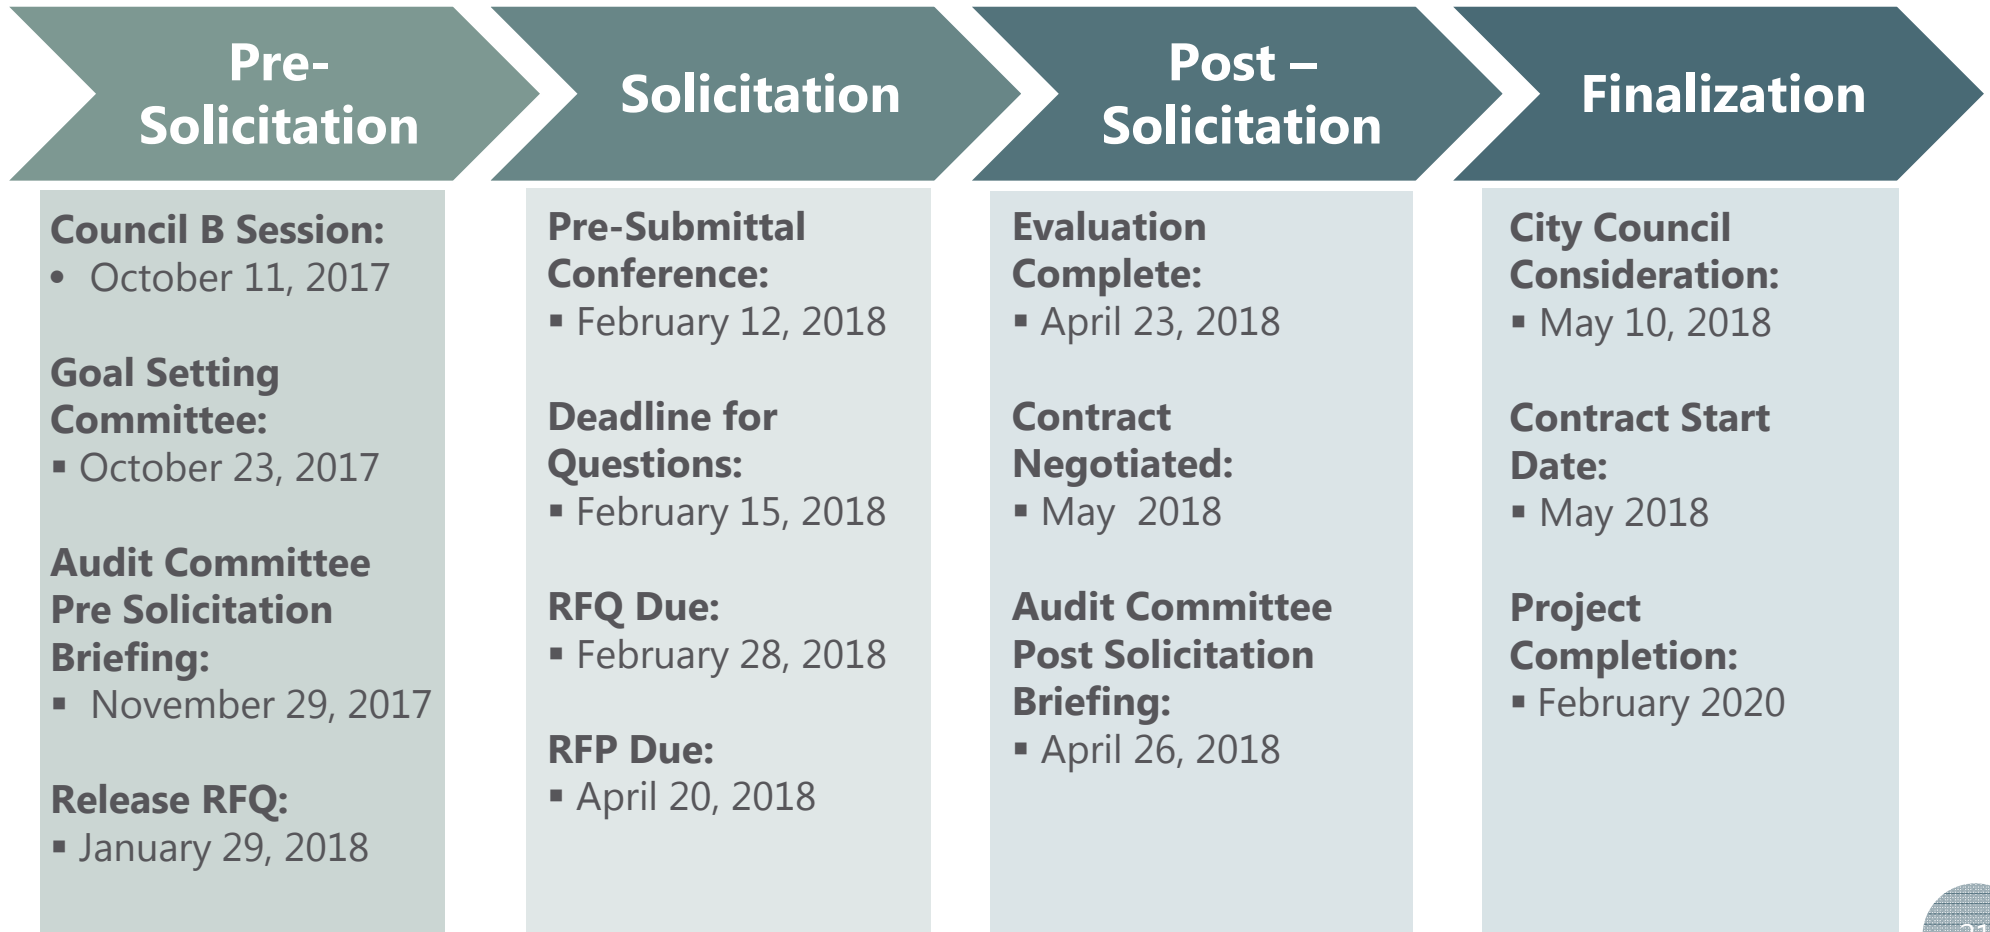 Pre-
Solicitation
Council B Session:
• October 11, 2017
Goal Setting
Committee:
▪ October 23, 2017
Audit Committee
Pre Solicitation
Briefing:
▪ November 29, 2017
Release RFQ:
▪ January 29, 2018
Solicitation
Pre-Submittal
Conference:
▪ February 12, 2018
Deadline for
Questions:
▪ February 15, 2018
RFQ Due:
▪ February 28, 2018
RFP Due:
▪ April 20, 2018
Post –
Solicitation
Evaluation
Complete:
▪ April 23, 2018
Contract
Negotiated:
▪ May  2018
Audit Committee
Post Solicitation
Briefing:
▪ April 26, 2018
Finalization
City Council
Consideration:
▪ May 10, 2018
Contract Start
Date:
▪ May 2018
Project
Completion:
▪ February 2020